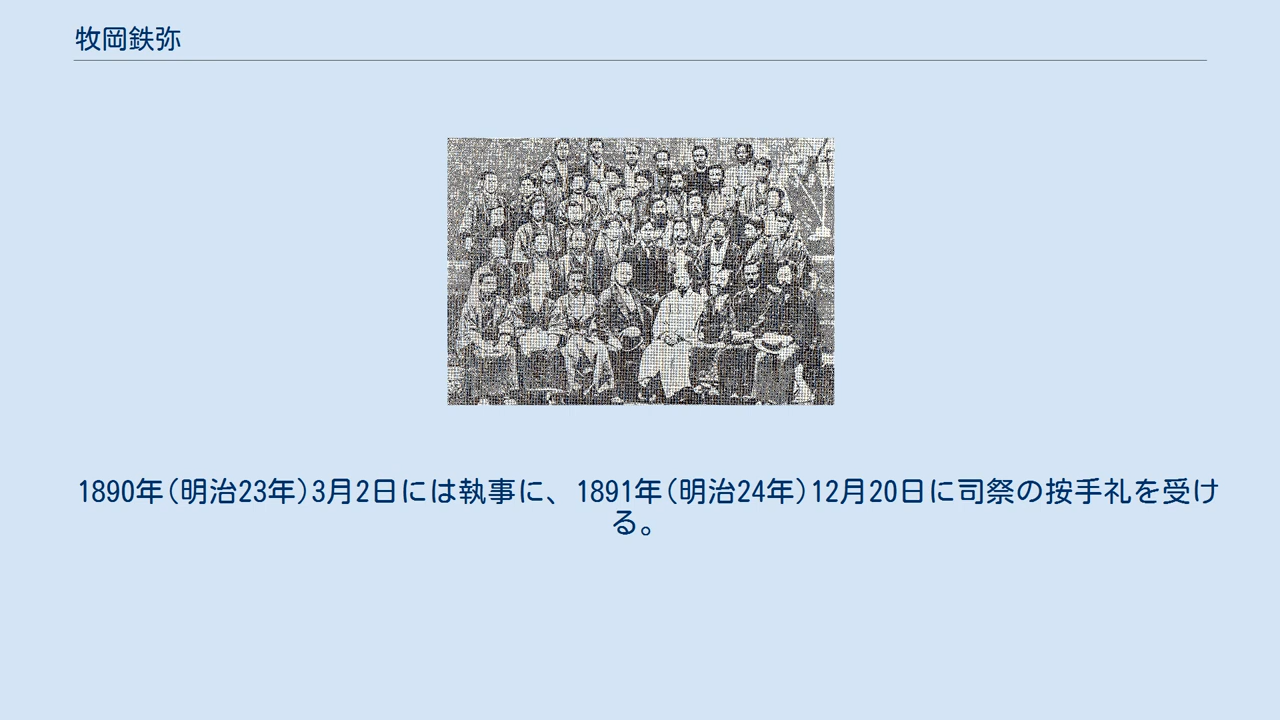 牧岡鉄弥
1890年(明治23年)3月2日には執事に、1891年(明治24年)12月20日に司祭の按手礼を受け
る。